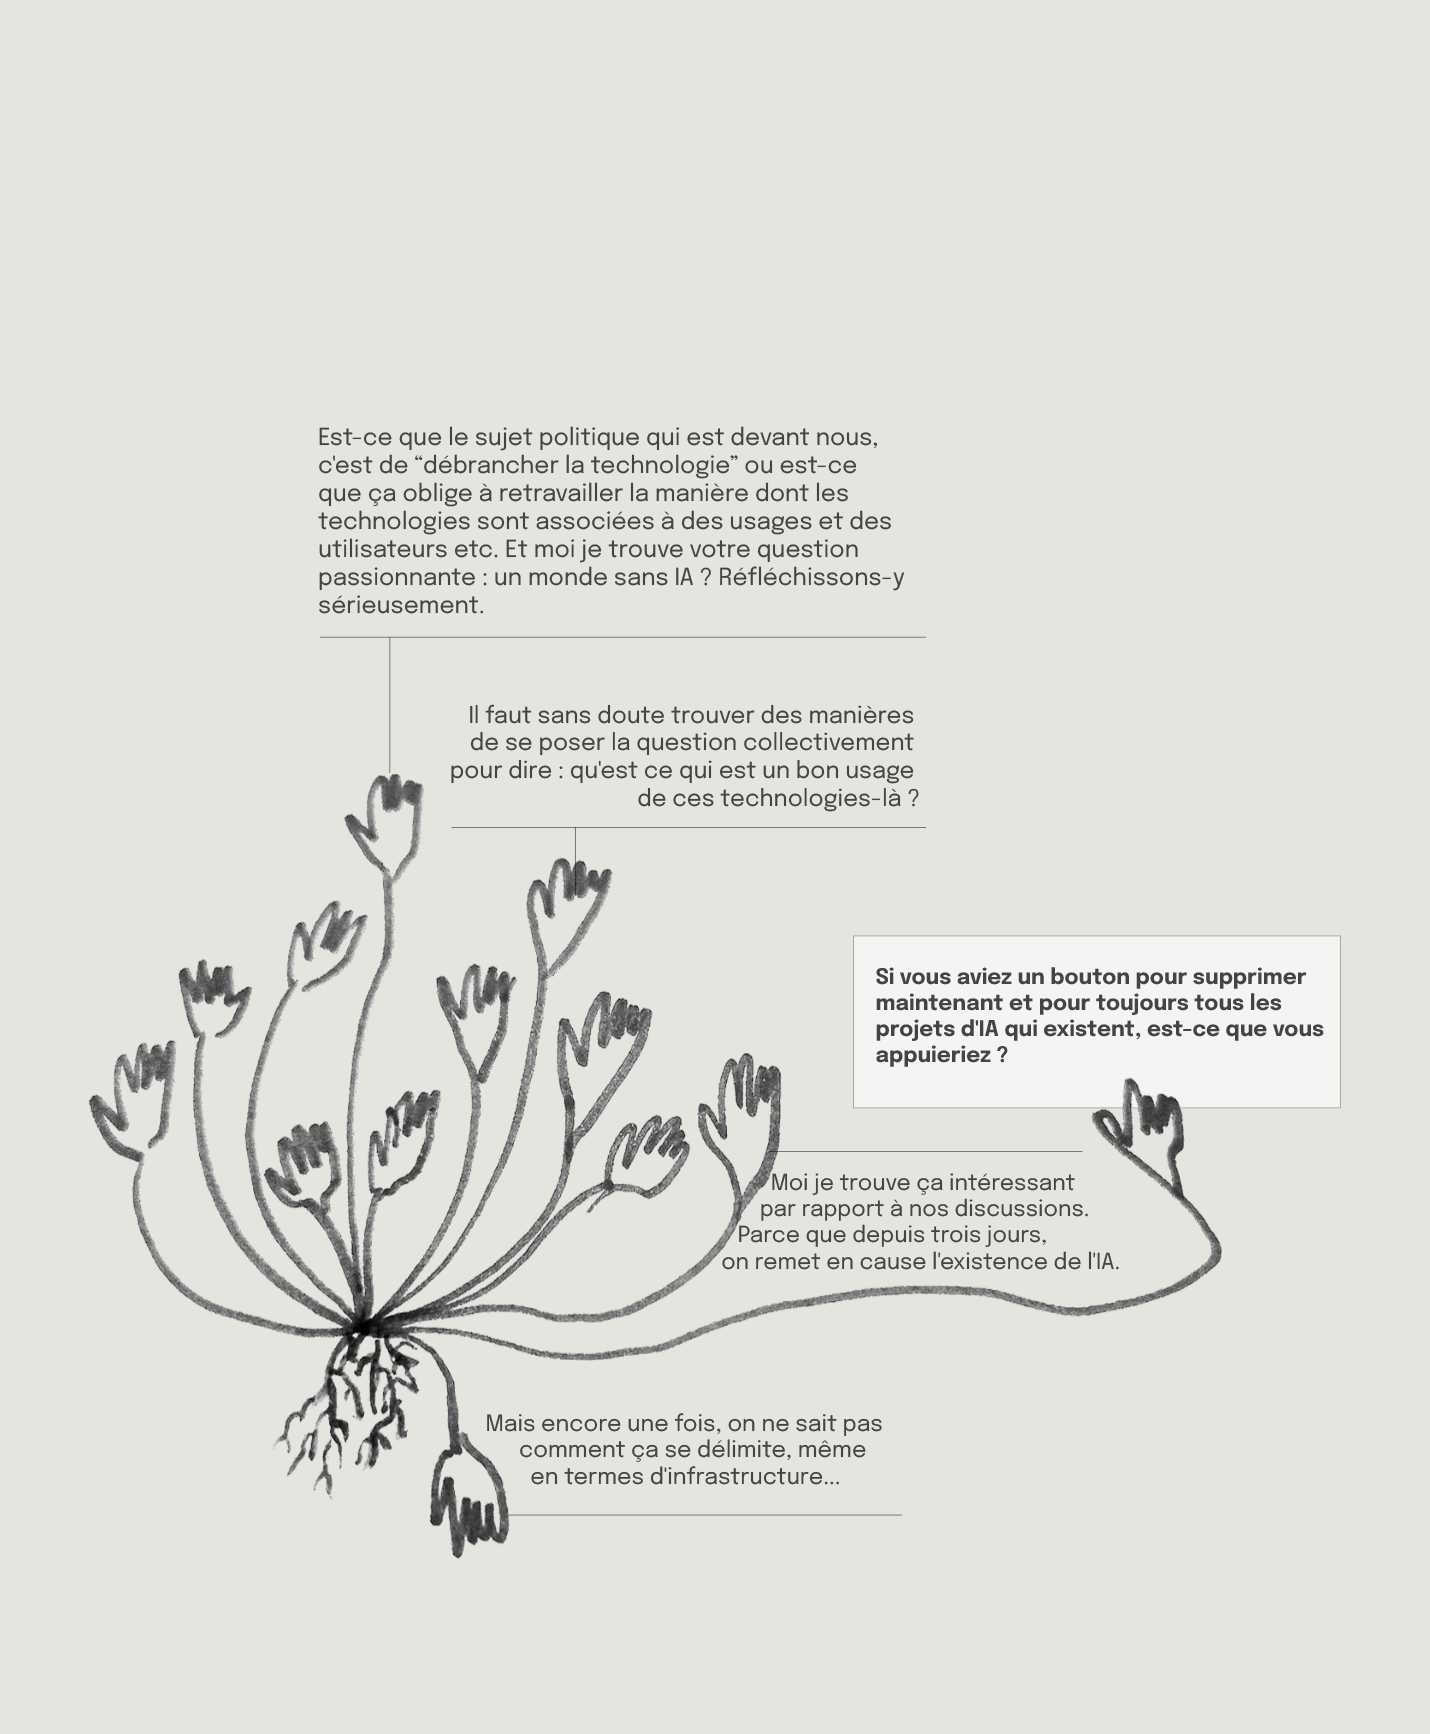 Est-ce que le sujet politique qui est devant nous,
c'est de “débrancher la technologie” ou est-ce
que ça oblige à retravailler la manière dont les
technologies sont associées à des usages et des
utilisateurs etc. Et moi je trouve votre question
passionnante : un monde sans IA ? Réfléchissons-y
sérieusement.
Il faut sans doute trouver des manières
de se poser la question collectivement
pour dire : qu'est ce qui est un bon usage
de ces technologies-là ?
Si vous aviez un bouton pour supprimer
maintenant et pour toujours tous les
projets d'IA qui existent, est-ce que vous
appuieriez ?
Moi je trouve ça intéressant
par rapport à nos discussions.
Parce que depuis trois jours,
on remet en cause l'existence de l'IA.
Mais encore une fois, on ne sait pas
comment ça se délimite, même
en termes d'infrastructure...